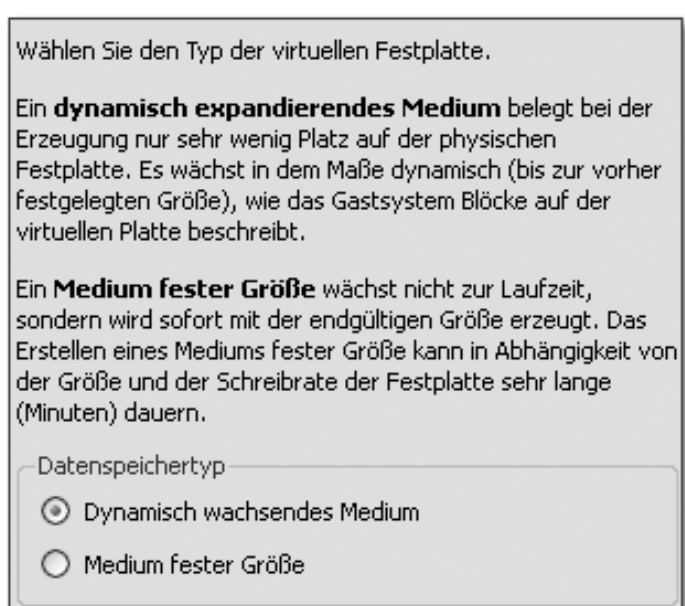 Wählen Sie den Typ der virtuellen Festplatte.
Ein dynamisch expandierendes Medium belegt bei der
Erzeugung nur sehr wenig Platz auf der physischen
Festplatte. Es wächst in dem Maße dynamisch (bis zur vorher
festgelegten Größe), wie das Gastsystem Blöcke auf der
virtuellen Platte beschreibt.
Ein Medium fester Größe wächst nicht zur Laufzeit,
sondern wird sofort mit der endgültigen Größe erzeugt. Das
Erstellen eines Mediums fester Größe kann in Abhängigkeit von
der Größe und der Schreibrate der Festplatte sehr lange
(Minuten) dauern.
Datenspeichertyp
Dynamisch wachsendes Medium
Medium fester Größe